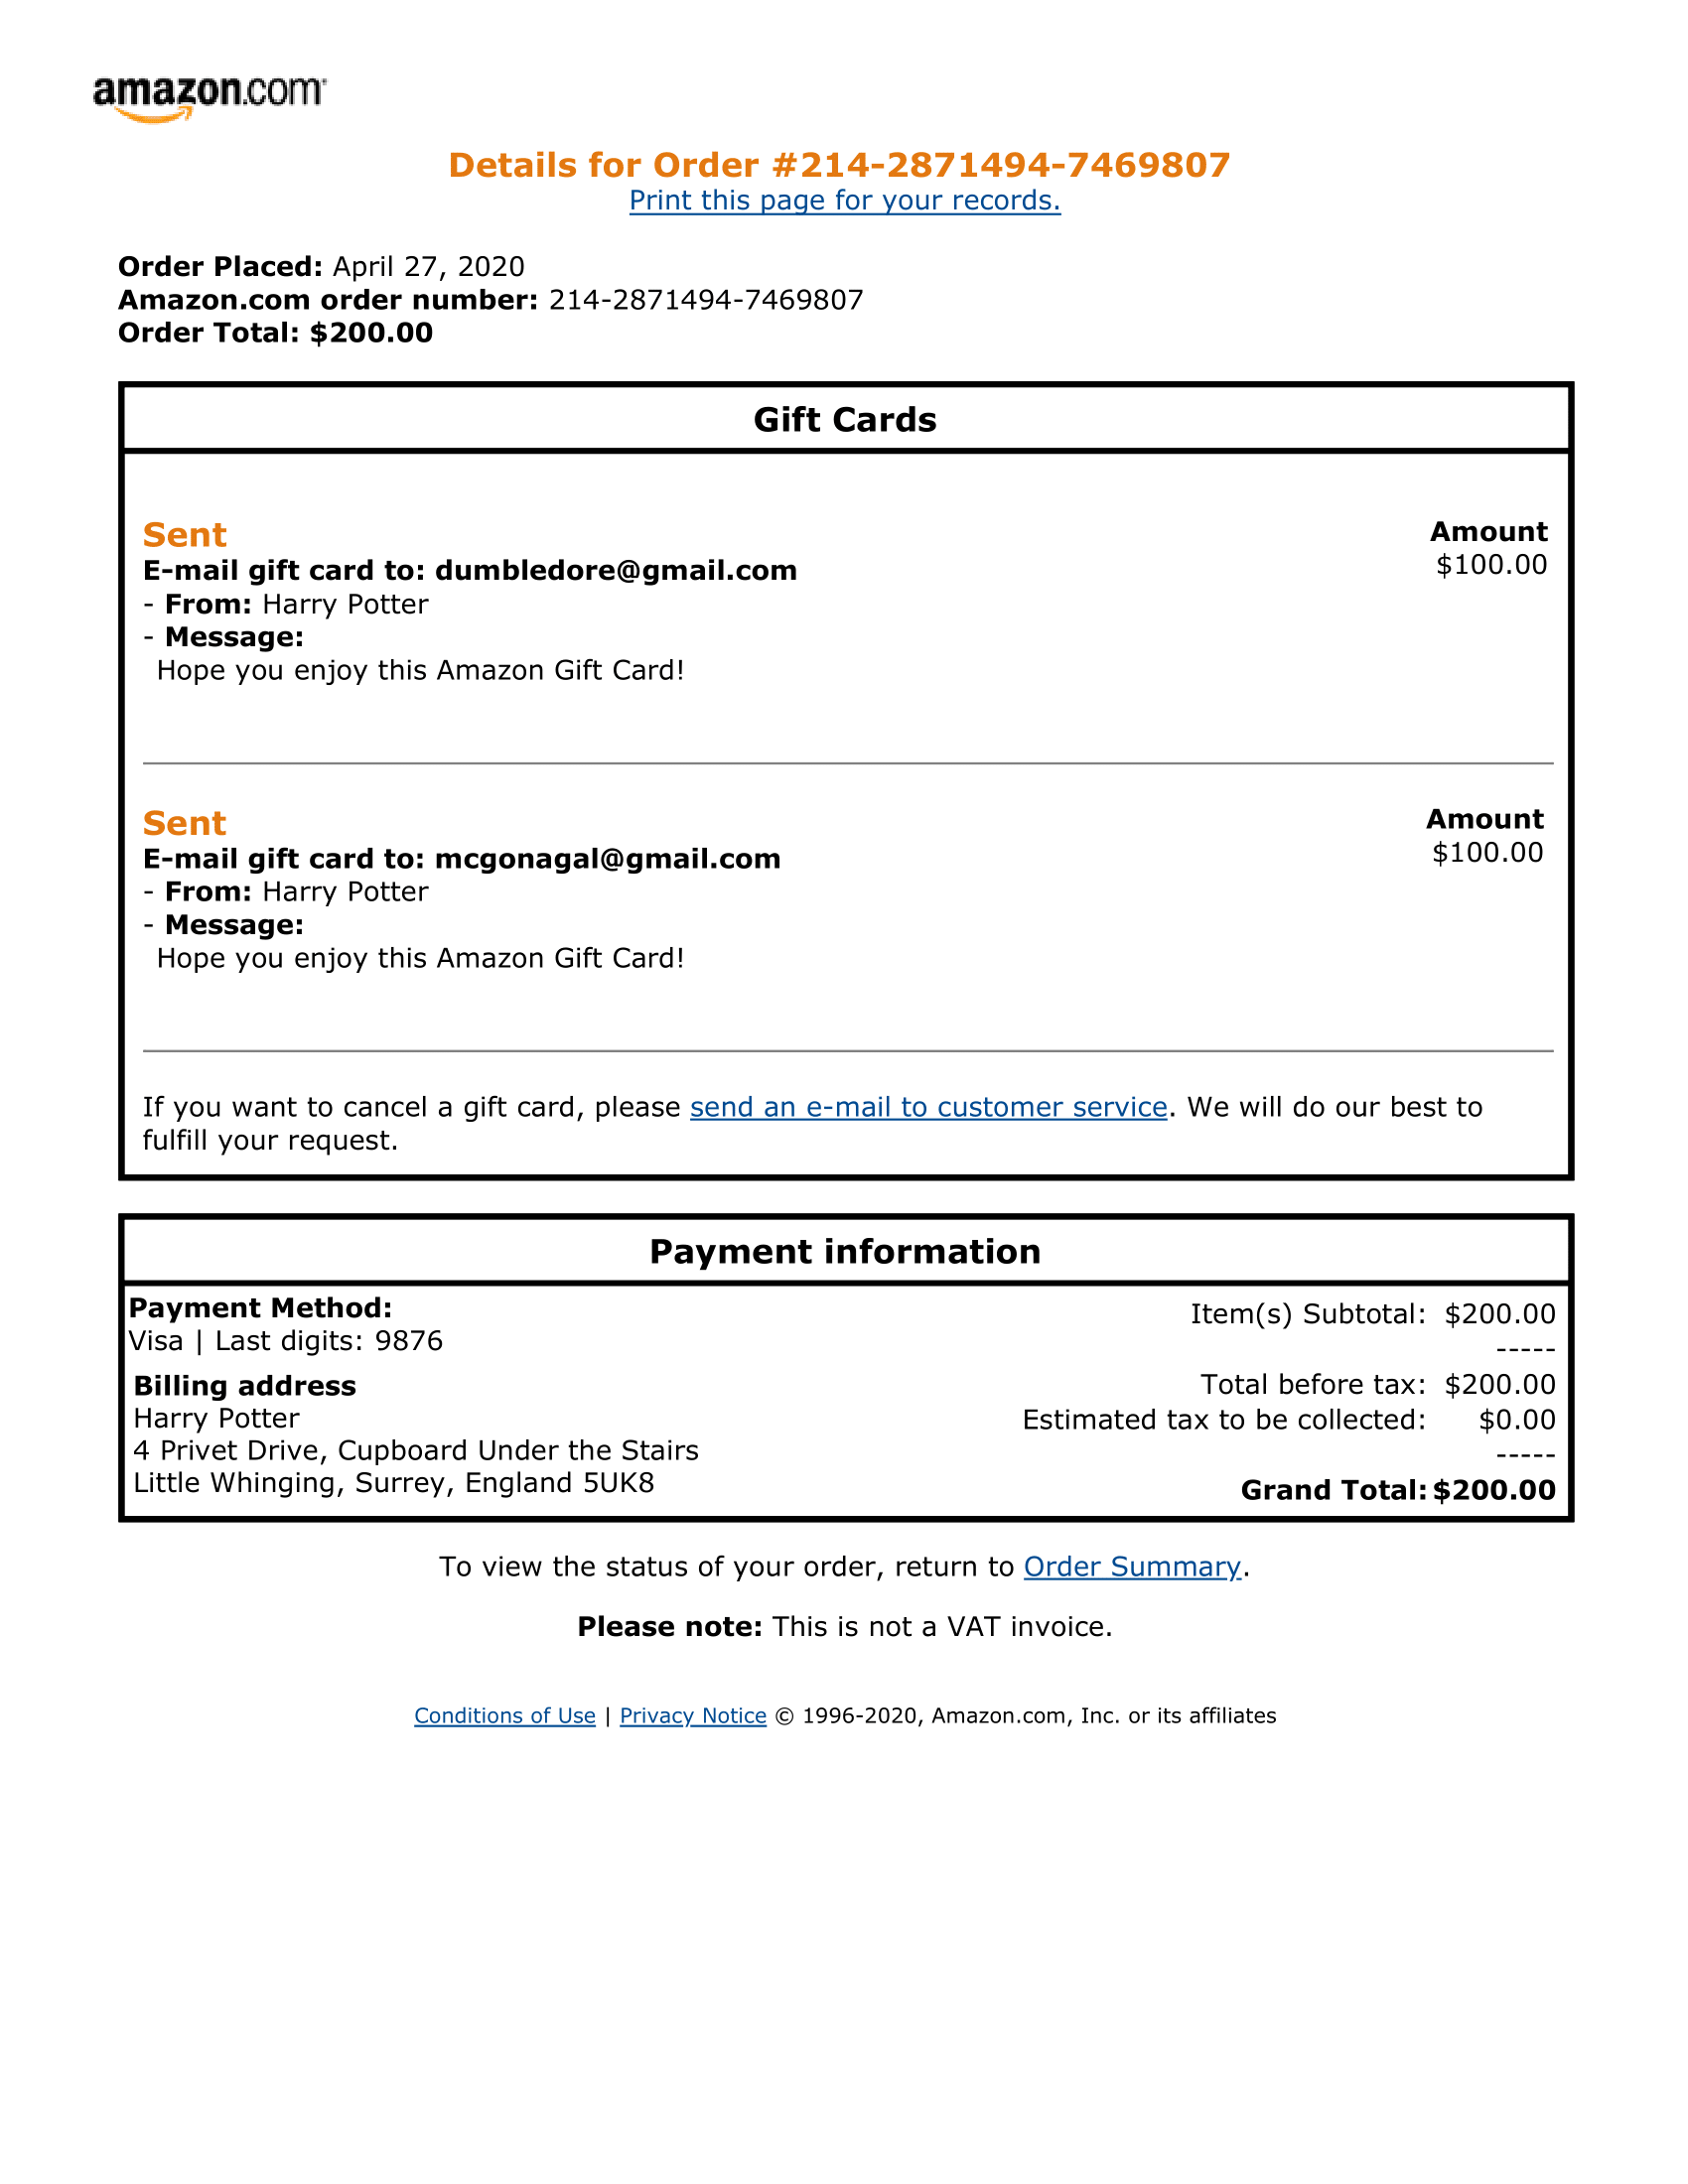 amazon.com
Details for Order #214-2871494-7469807
Print this page for your records.
Order Placed: April 27, 2020
Amazon.com order number: 214-2871494-7469807
Order Total: $200.00
Gift Cards
Sent
E-mail gift card to: dumbledore@gmail.com
- From: Harry Potter
- Message:
Hope you enjoy this Amazon Gift Card!
Amount
$100.00
Sent
E-mail gift card to: mcgonagal@gmail.com
- From: Harry Potter
- Message:
Hope you enjoy this Amazon Gift Card!
Amount
$100.00
If you want to cancel a gift card, please send an e-mail to customer service. We will do our best to
fulfill your request.
Payment information
Payment Method:
Visa | Last digits: 9876
Billing address
Harry Potter
4 Privet Drive, Cupboard Under the Stairs
Little Whinging, Surrey, England 5UK8
Item(s) Subtotal: $200.00
-----
Total before tax: $200.00
Estimated tax to be collected: $0.00
-----
Grand Total: $200.00
To view the status of your order, return to Order Summary.
Please note: This is not a VAT invoice.
Conditions of Use | Privacy Notice © 1996-2020, Amazon.com, Inc. or its affiliates